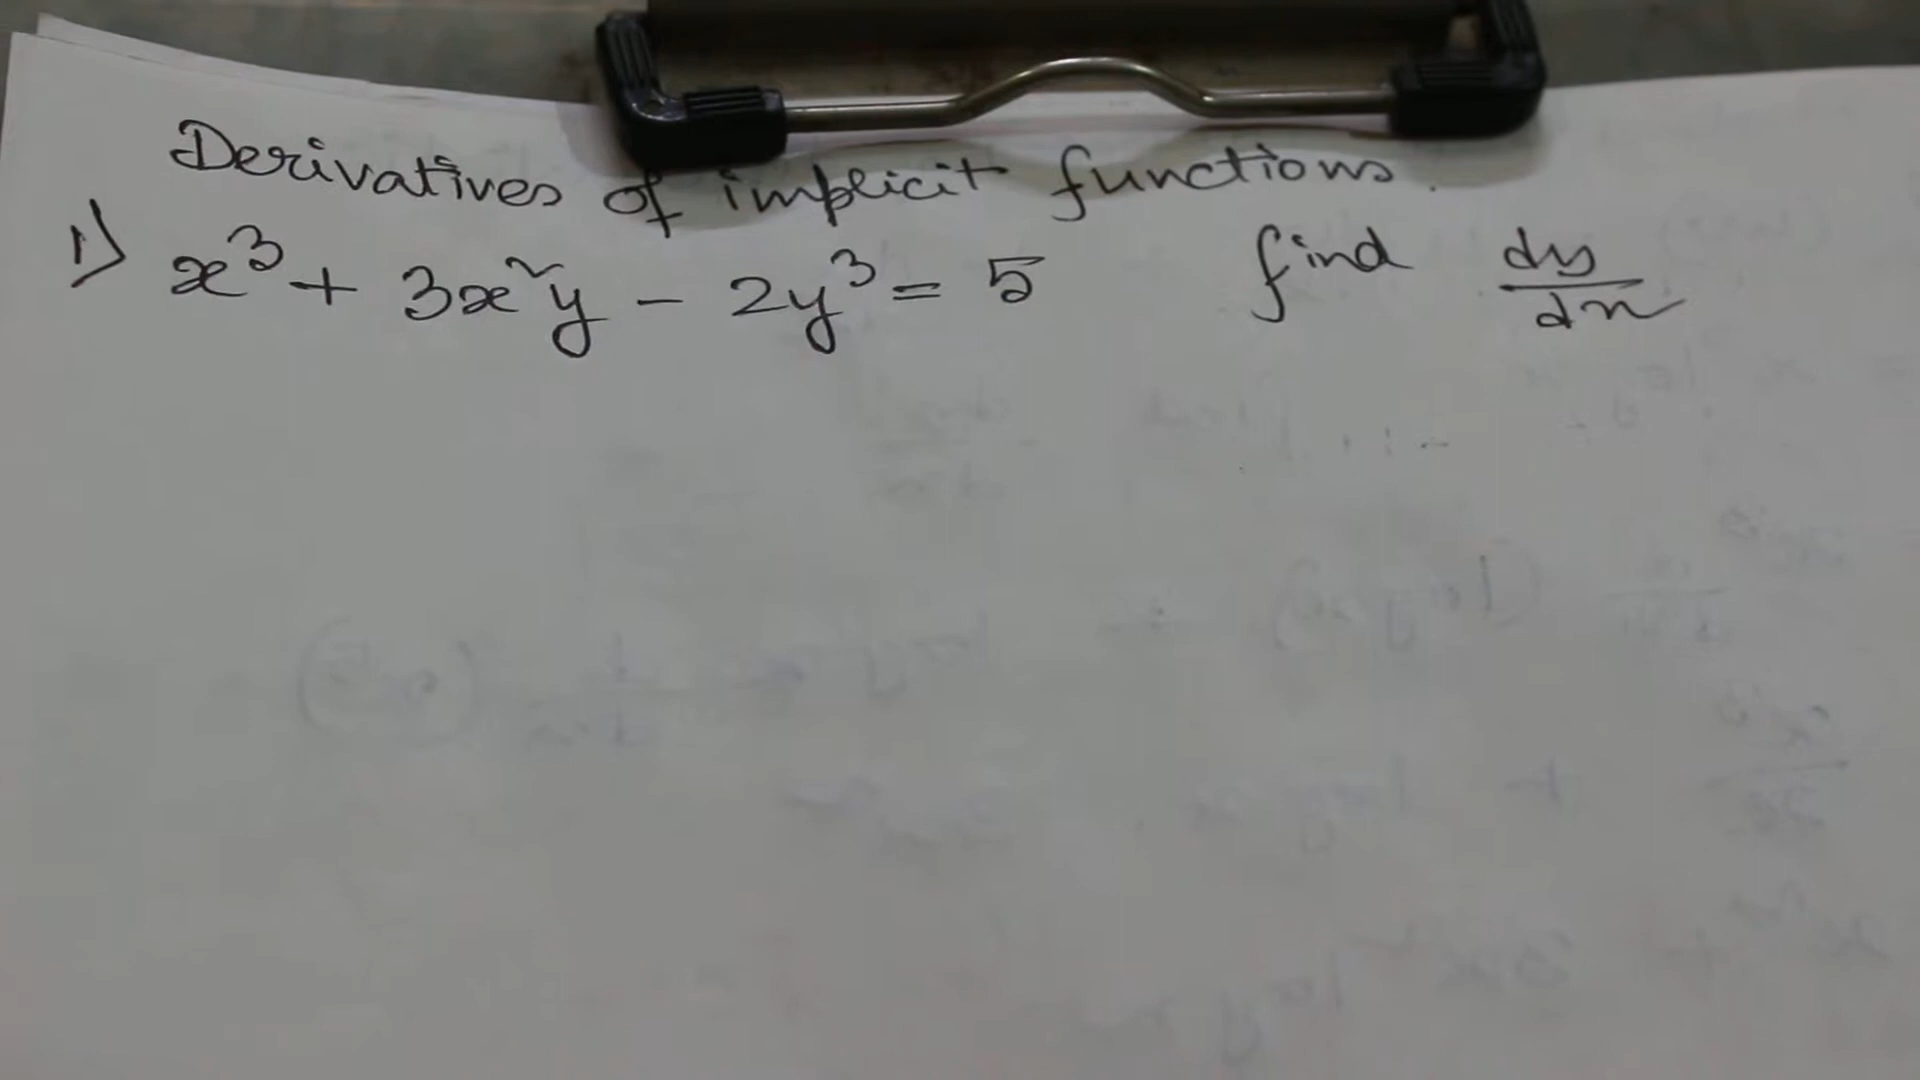 Derivatives of implicit functions.
1) x³ + 3x²y - 2y³ = 5 find dy/dx